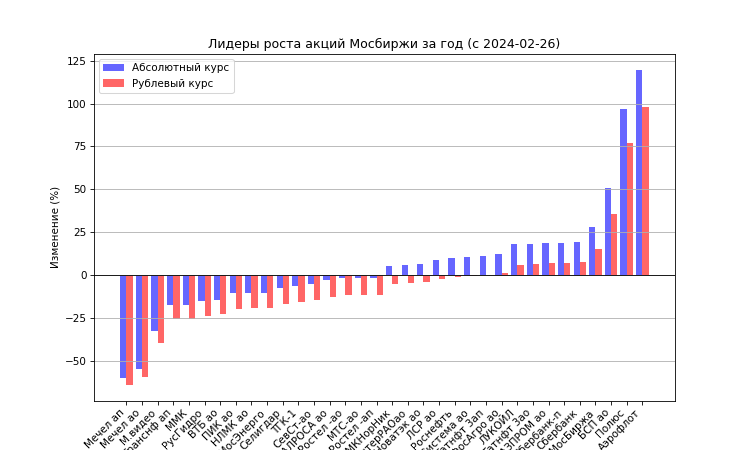 Лидеры роста акций Мосбиржи за год (с 2024-02-26)
Абсолютный курс
Рублевый курс
Изменение (%)
125
100
75
50
25
0
−25
−50
Мечел ап
Мечел ао
М.видео
ММК
РусГидро
ВТБ ао
ПИК ао
НЛМК ао
Селигдар
ТГК-1
СевСт-ао
АЛРОСА ао
Ростел -ао
МТС-ао
Ростел -ап
ГМКНорНик
ЛСР ао
Роснефть
ЛУКОЙЛ
Сбербанк
МосБиржа
БСП ао
Полюс
Аэрофлот